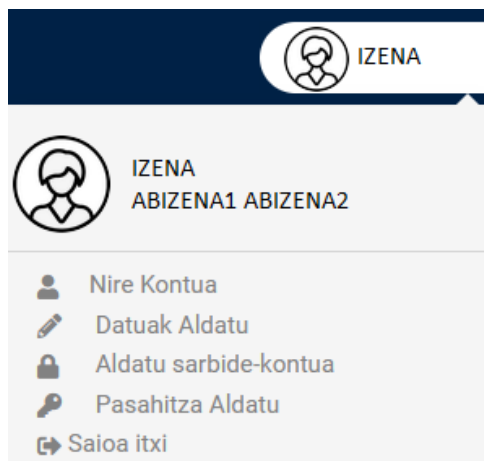 IZENA
IZENA
ABIZENA1 ABIZENA2
Nire Kontua
Datuak Aldatu
Aldatu sarbide-kontua
Pasahitza Aldatu
Saioa itxi